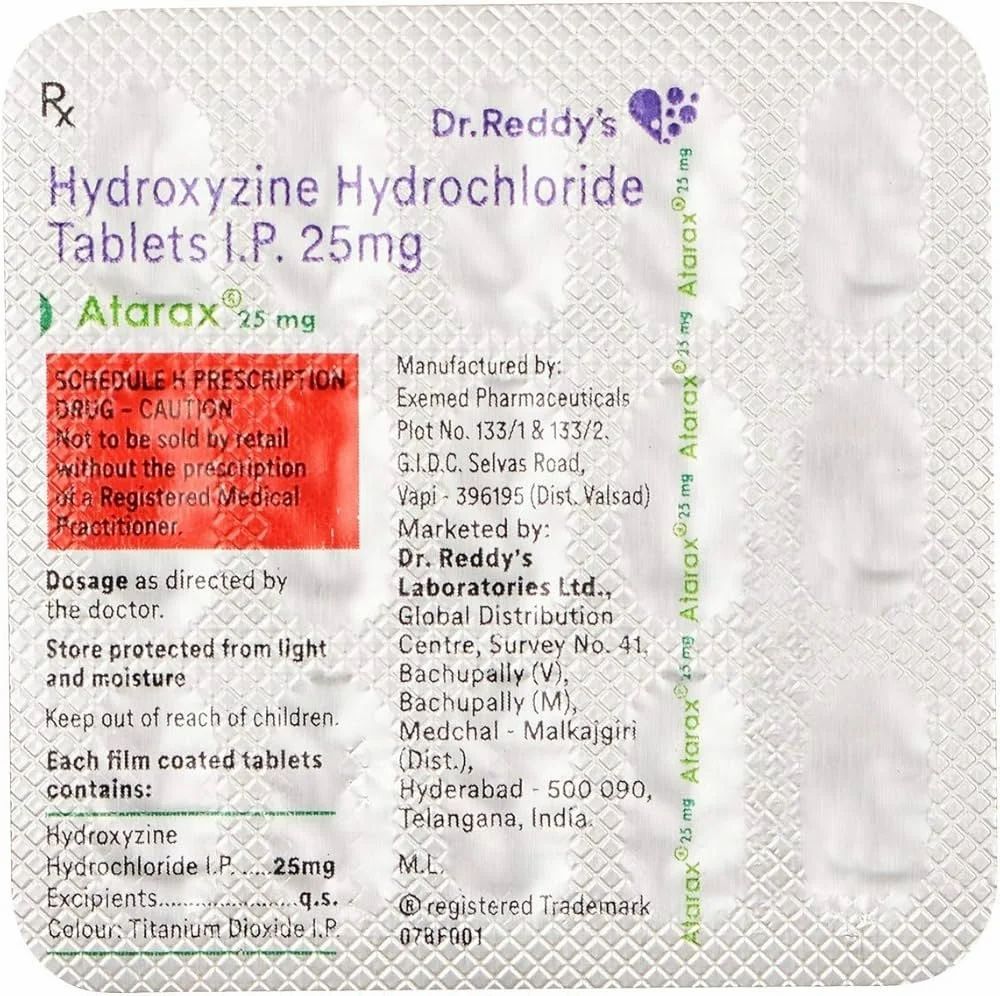 Rx
Dr.Reddy's
Hydroxyzine Hydrochloride
Tablets I.P. 25mg
Atarax® 25 mg
SCHEDULE H PRESCRIPTION
DRUG – CAUTION
Not to be sold by retail
without the prescription
of a Registered Medical
Practitioner.
Dosage as directed by
the doctor.
Store protected from light
and moisture
Keep out of reach of children.
Each film coated tablets
contains:
Hydroxyzine
Hydrochloride I.P. ....25mg
Excipients......................q.s.
Colour: Titanium Dioxide I.P.
Manufactured by:
Exemed Pharmaceuticals
Plot No. 133/1 & 133/2.
G.I.D.C. Selvas Road,
Vapi - 396195 (Dist. Valsad)
Marketed by:
Dr. Reddy's
Laboratories Ltd.,
Global Distribution
Centre, Survey No. 41,
Bachupally (V),
Bachupally (M),
Medchal - Malkajgiri
(Dist.),
Hyderabad - 500 090,
Telangana, India.
M.L.
® registered Trademark
078F001
Atarax® 25 mg Atarax® 25 mg Atarax® 25 mg Atarax® 25 mg Atarax® 25 mg